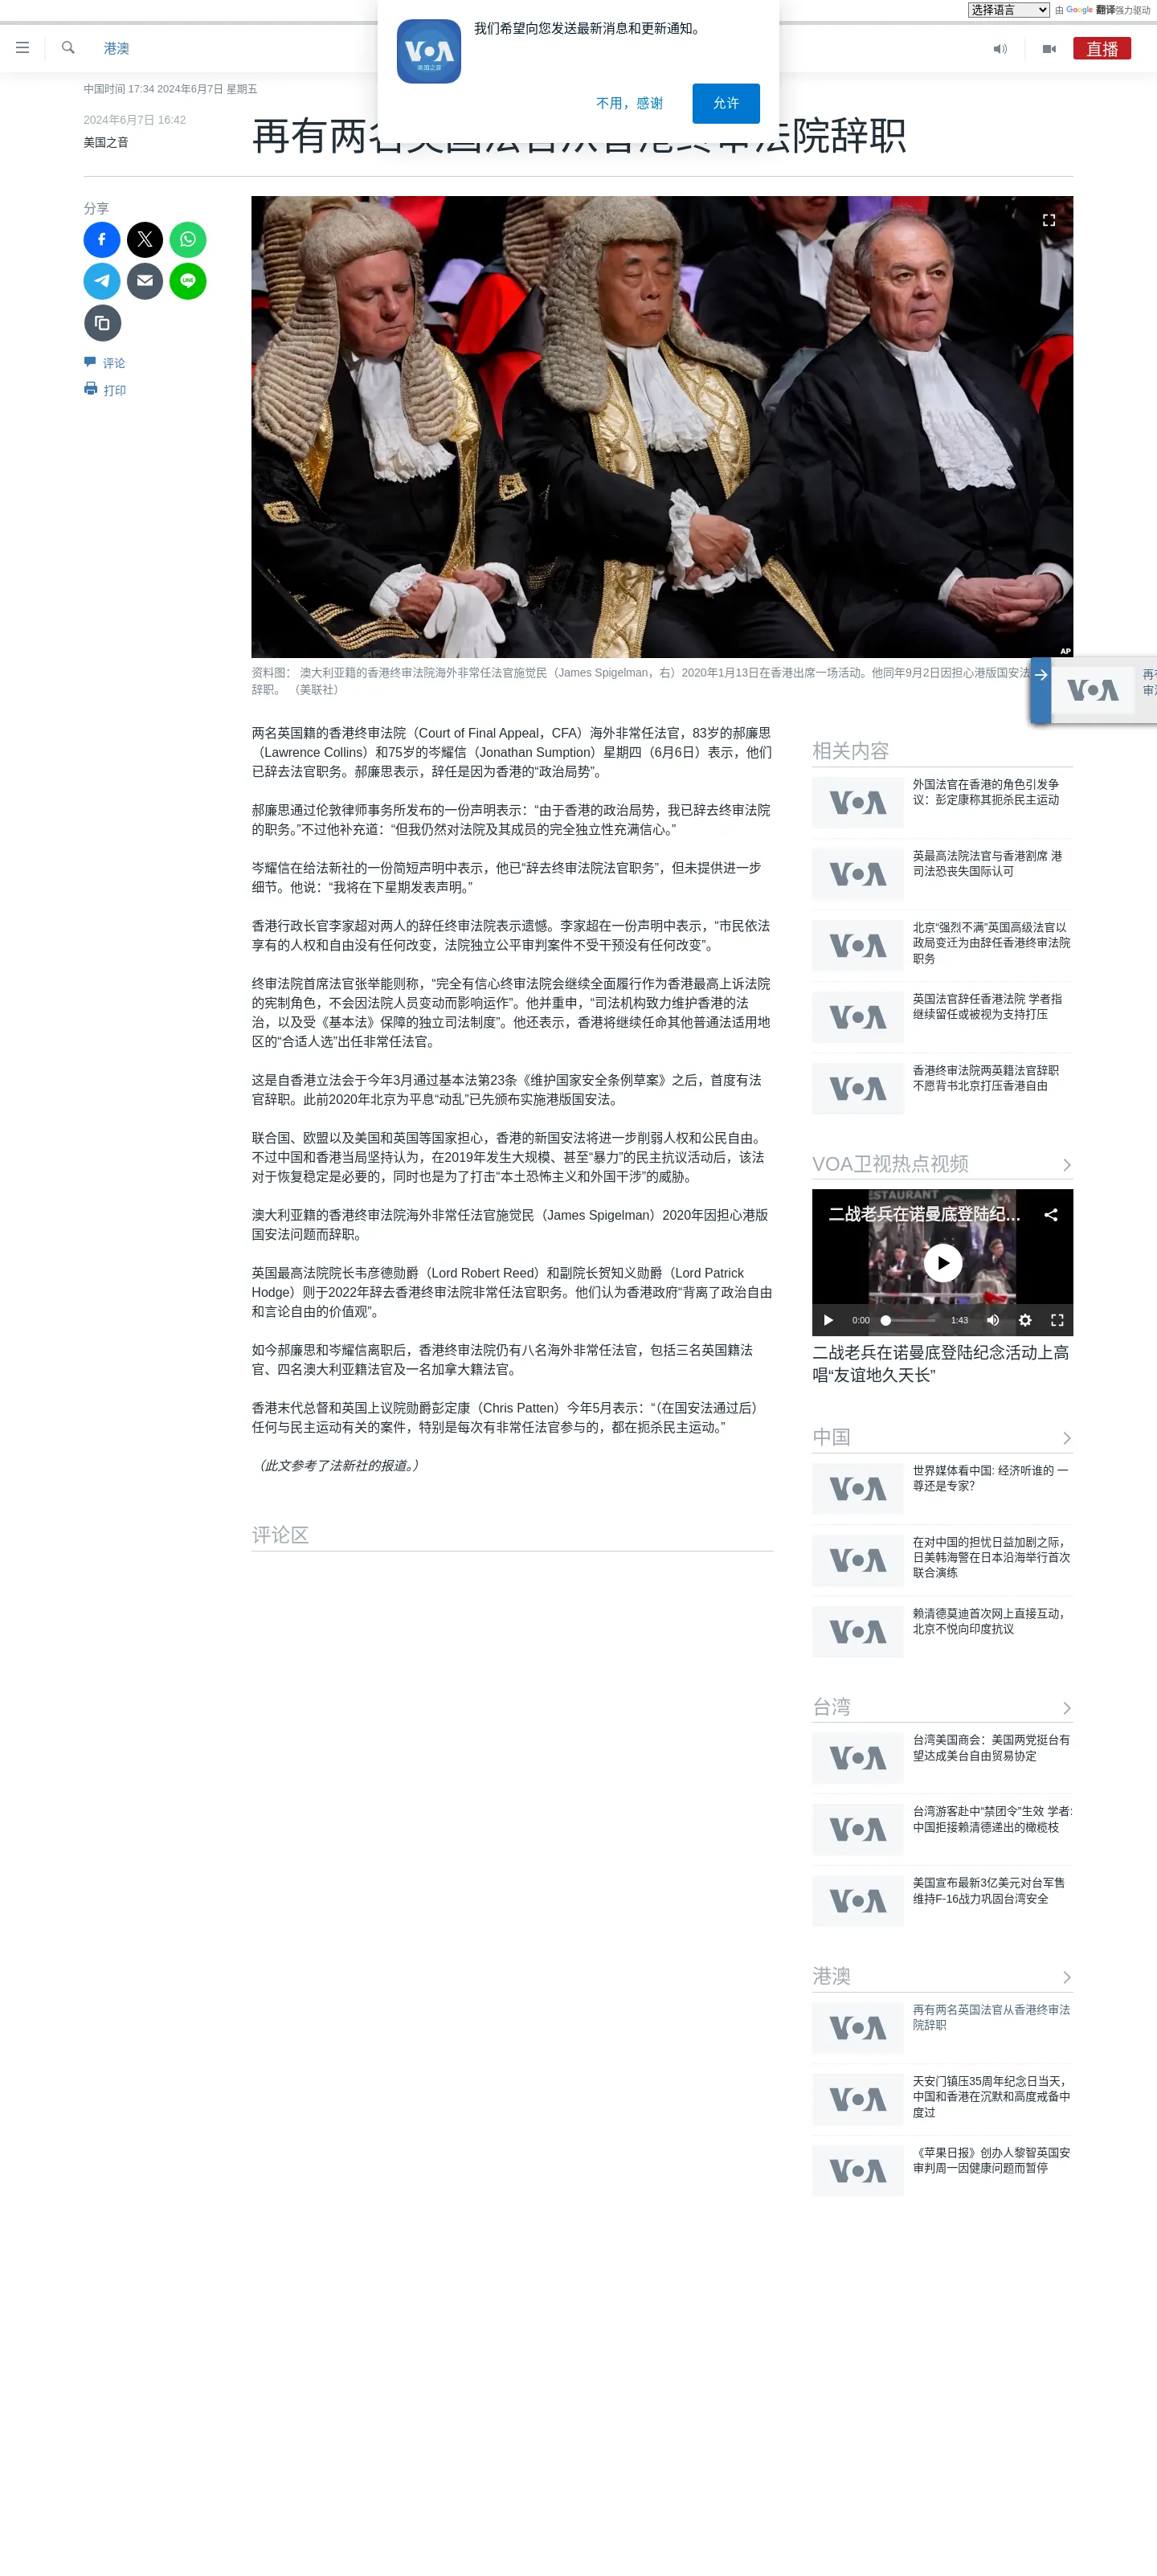 选择语言
由 Google 翻译强力驱动
我们希望向您发送最新消息和更新通知。
VOA
美国之音
不用，感谢
允许
港澳
直播
中国时间 17:34 2024年6月7日 星期五
2024年6月7日 16:42
美国之音
再有两名英国法官从香港终审法院辞职
分享
LINE
评论
打印
AP
资料图： 澳大利亚籍的香港终审法院海外非常任法官施觉民（James Spigelman，右）2020年1月13日在香港出席一场活动。他同年9月2日因担心港版国安法
辞职。 （美联社）
两名英国籍的香港终审法院（Court of Final Appeal，CFA）海外非常任法官，83岁的郝廉思
（Lawrence Collins）和75岁的岑耀信（Jonathan Sumption）星期四（6月6日）表示，他们
已辞去法官职务。郝廉思表示，辞任是因为香港的“政治局势”。
郝廉思通过伦敦律师事务所发布的一份声明表示：“由于香港的政治局势，我已辞去终审法院
的职务。”不过他补充道：“但我仍然对法院及其成员的完全独立性充满信心。”
岑耀信在给法新社的一份简短声明中表示，他已“辞去终审法院法官职务”，但未提供进一步
细节。他说：“我将在下星期发表声明。”
香港行政长官李家超对两人的辞任终审法院表示遗憾。李家超在一份声明中表示，“市民依法
享有的人权和自由没有任何改变，法院独立公平审判案件不受干预没有任何改变”。
终审法院首席法官张举能则称，“完全有信心终审法院会继续全面履行作为香港最高上诉法院
的宪制角色，不会因法院人员变动而影响运作”。他并重申，“司法机构致力维护香港的法
治，以及受《基本法》保障的独立司法制度”。他还表示，香港将继续任命其他普通法适用地
区的“合适人选”出任非常任法官。
这是自香港立法会于今年3月通过基本法第23条《维护国家安全条例草案》之后，首度有法
官辞职。此前2020年北京为平息“动乱”已先颁布实施港版国安法。
联合国、欧盟以及美国和英国等国家担心，香港的新国安法将进一步削弱人权和公民自由。
不过中国和香港当局坚持认为，在2019年发生大规模、甚至“暴力”的民主抗议活动后，该法
对于恢复稳定是必要的，同时也是为了打击“本土恐怖主义和外国干涉”的威胁。
澳大利亚籍的香港终审法院海外非常任法官施觉民（James Spigelman）2020年因担心港版
国安法问题而辞职。
英国最高法院院长韦彦德勋爵（Lord Robert Reed）和副院长贺知义勋爵（Lord Patrick
Hodge）则于2022年辞去香港终审法院非常任法官职务。他们认为香港政府“背离了政治自由
和言论自由的价值观”。
如今郝廉思和岑耀信离职后，香港终审法院仍有八名海外非常任法官，包括三名英国籍法
官、四名澳大利亚籍法官及一名加拿大籍法官。
香港末代总督和英国上议院勋爵彭定康（Chris Patten）今年5月表示：“（在国安法通过后）
任何与民主运动有关的案件，特别是每次有非常任法官参与的，都在扼杀民主运动。”
（此文参考了法新社的报道。）
评论区
VOA
再有
审法
相关内容
VOA
外国法官在香港的角色引发争
议：彭定康称其扼杀民主运动
VOA
英最高法院法官与香港割席 港
司法恐丧失国际认可
VOA
北京“强烈不满”英国高级法官以
政局变迁为由辞任香港终审法院
职务
VOA
英国法官辞任香港法院 学者指
继续留任或被视为支持打压
VOA
香港终审法院两英籍法官辞职
不愿背书北京打压香港自由
VOA卫视热点视频
RESTAURANT
二战老兵在诺曼底登陆纪...
0:00
1:43
二战老兵在诺曼底登陆纪念活动上高
唱“友谊地久天长”
中国
VOA
世界媒体看中国: 经济听谁的 一
尊还是专家？
VOA
在对中国的担忧日益加剧之际，
日美韩海警在日本沿海举行首次
联合演练
VOA
赖清德莫迪首次网上直接互动，
北京不悦向印度抗议
台湾
VOA
台湾美国商会：美国两党挺台有
望达成美台自由贸易协定
VOA
台湾游客赴中“禁团令”生效 学者:
中国拒接赖清德递出的橄榄枝
VOA
美国宣布最新3亿美元对台军售
维持F-16战力巩固台湾安全
港澳
VOA
再有两名英国法官从香港终审法
院辞职
VOA
天安门镇压35周年纪念日当天，
中国和香港在沉默和高度戒备中
度过
VOA
《苹果日报》创办人黎智英国安
审判周一因健康问题而暂停